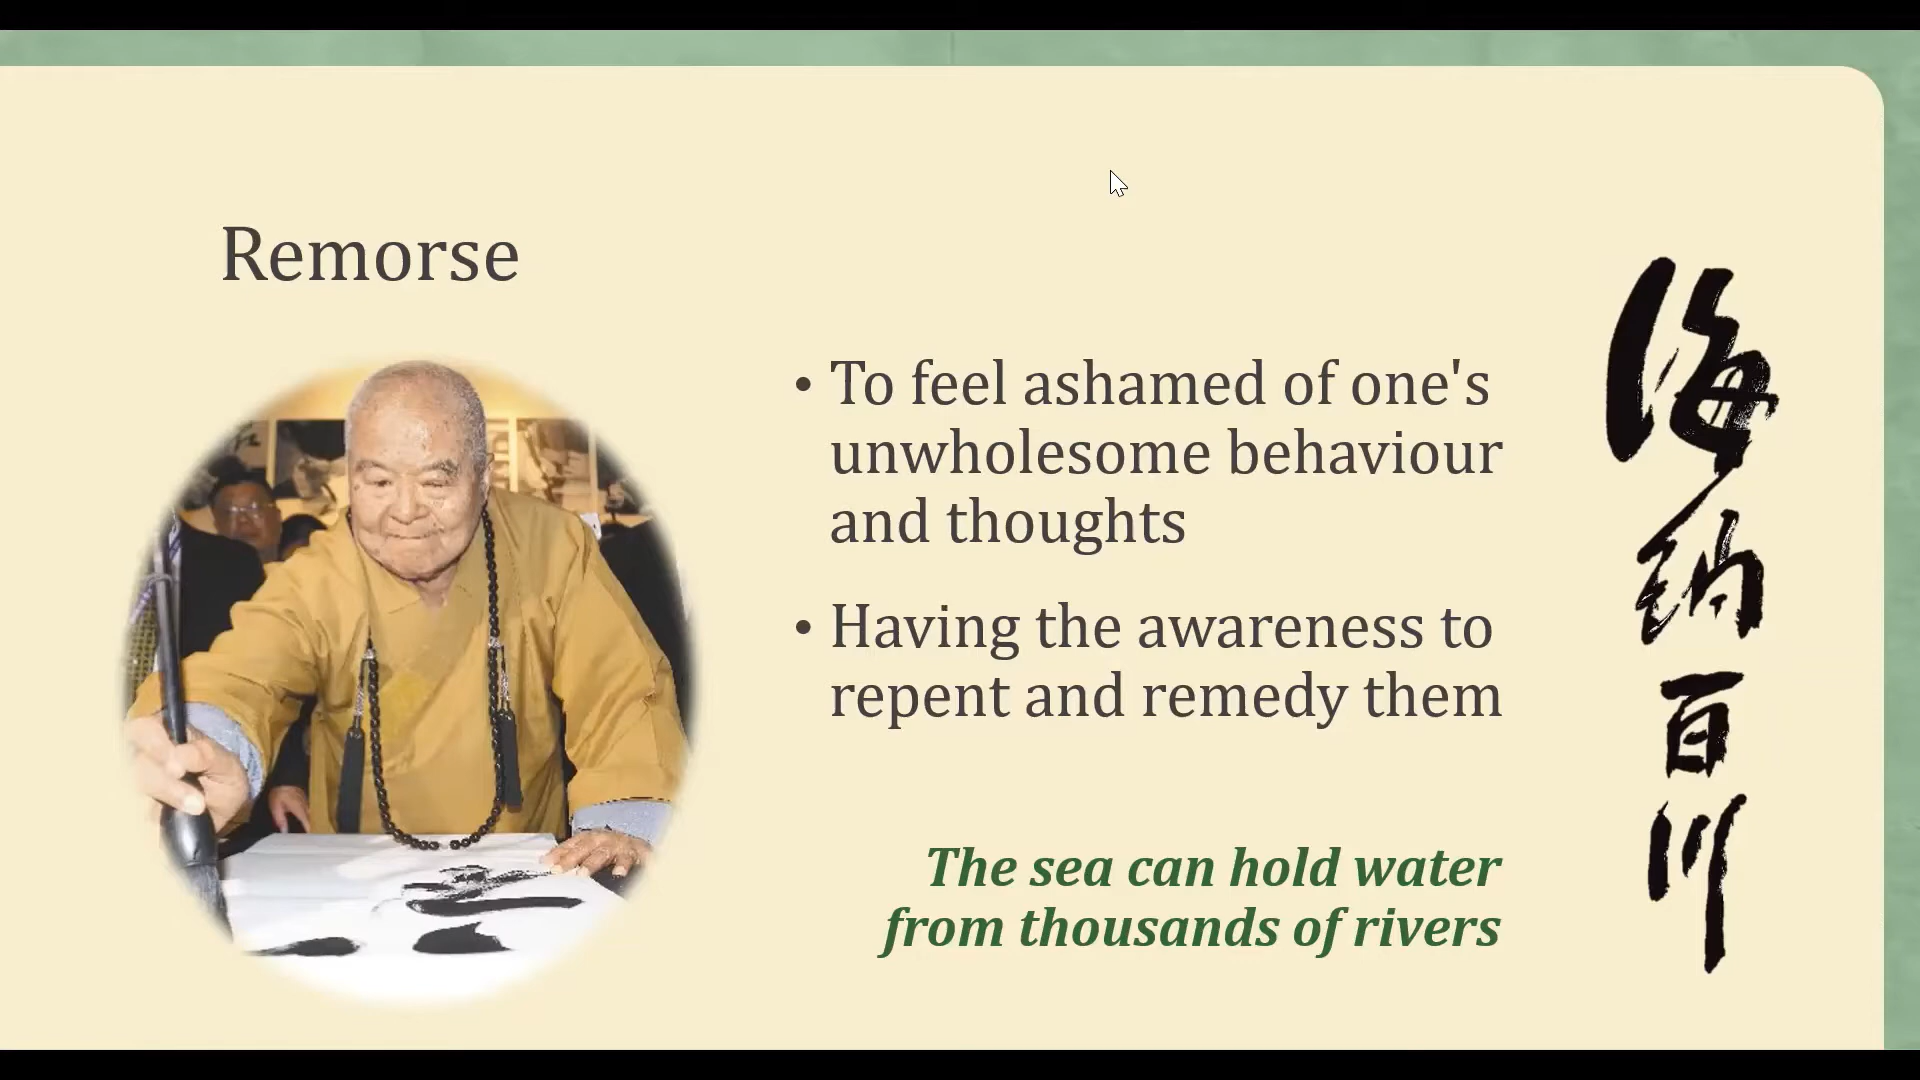 Remorse
• To feel ashamed of one's
unwholesome behaviour
and thoughts
• Having the awareness to
repent and remedy them
The sea can hold water
from thousands of rivers
海納百川